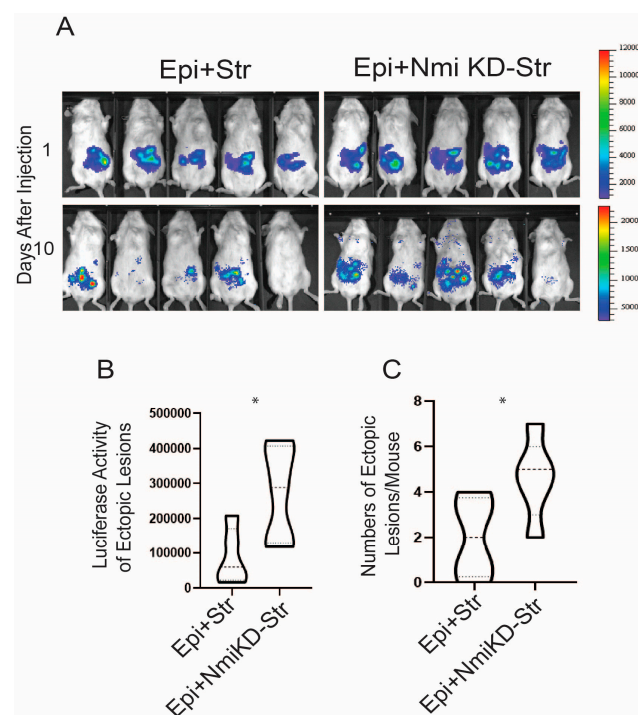 A
Epi+Str
Epi+Nmi KD-Str
Days After Injection
1
10
12000
10000
8000
6000
4000
2000
20000
15000
10000
5000
B
*
Luciferase Activity
of Ectopic Lesions
500000
400000
300000
200000
100000
0
Epi+Str
Epi+NmiKD-Str
C
*
Numbers of Ectopic
Lesions/Mouse
8
6
4
2
0
Epi+Str
Epi+NmiKD-Str